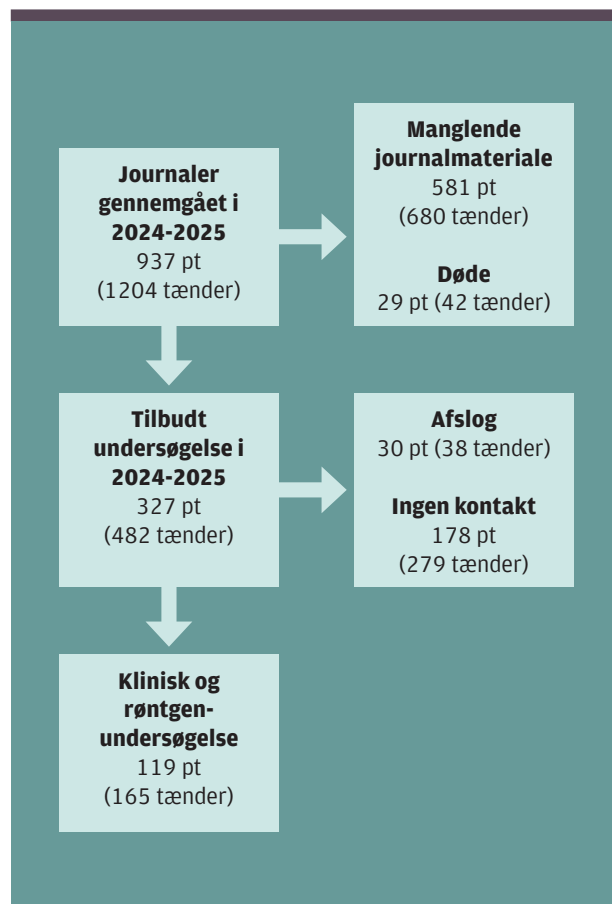 Journaler
gennemgået i
2024-2025
937 pt
(1204 tænder)
Manglende
journalmateriale
581 pt
(680 tænder)
Døde
29 pt (42 tænder)
Tilbudt
undersøgelse i
2024-2025
327 pt
(482 tænder)
Afslog
30 pt (38 tænder)
Ingen kontakt
178 pt
(279 tænder)
Klinisk og
røntgen-
undersøgelse
119 pt
(165 tænder)